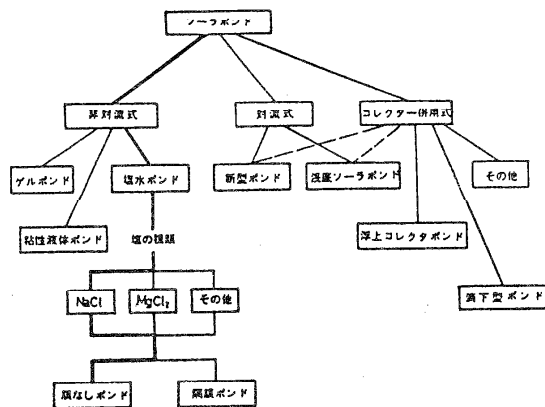 ソーラポンド
非対流式
対流式
コレクター併用式
ゲルポンド
塩水ポンド
新型ポンド
浅底ソーラポンド
その他
粘性液体ポンド
塩の種類
浮上コレクタポンド
NaCl
MgCl₂
その他
滴下型ポンド
膜なしポンド
隔膜ポンド